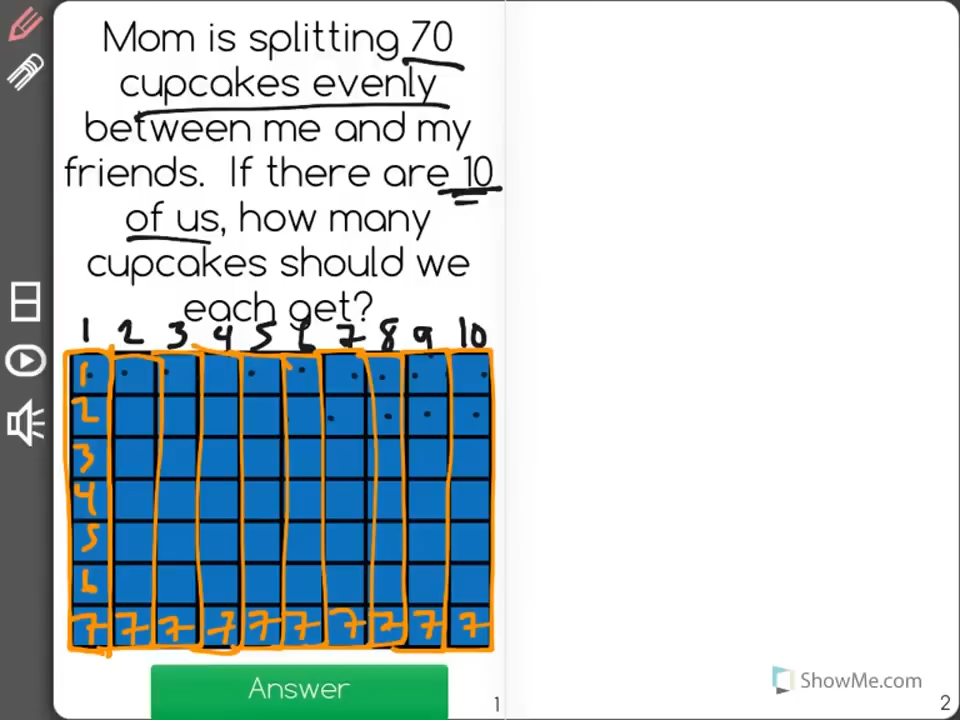 Mom is splitting 70
cupcakes evenly
between me and my
friends. If there are 10
of us, how many
cupcakes should we
each get?
1 2 3 4 5 6 7 8 9 10
1
2
3
4
5
6
7 7 7 7 7 7 7 7 7 7
Answer
1
ShowMe.com
2